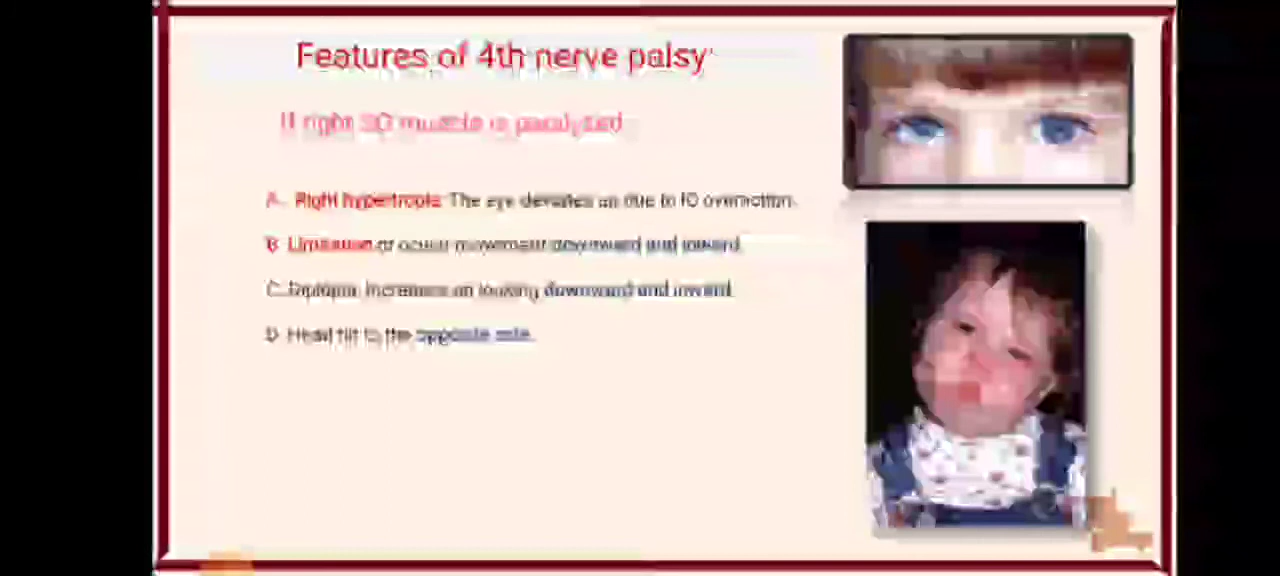 Features of 4th nerve palsy
If right SO muscle is paralysed
A. Right hypertropia: The eye deviates up due to IO overaction.
B. Limitation of ocular movement downward and inward.
C. Diplopia: Increases on looking downward and inward.
D. Head tilt to the opposite side.